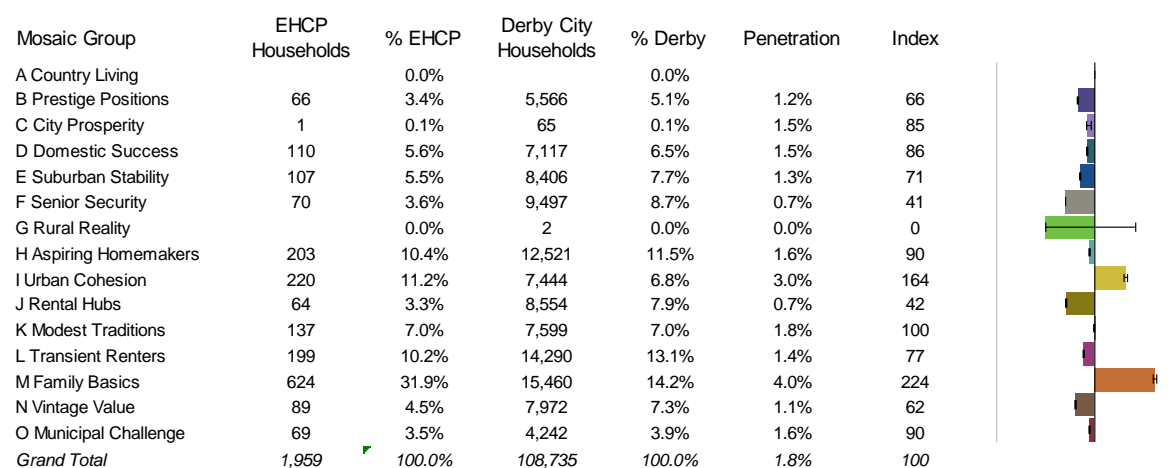 Mosaic Group EHCP Households % EHCP Derby City Households % Derby Penetration Index
A Country Living 0.0% 0.0%
B Prestige Positions 66 3.4% 5,566 5.1% 1.2% 66
C City Prosperity 1 0.1% 65 0.1% 1.5% 85
D Domestic Success 110 5.6% 7,117 6.5% 1.5% 86
E Suburban Stability 107 5.5% 8,406 7.7% 1.3% 71
F Senior Security 70 3.6% 9,497 8.7% 0.7% 41
G Rural Reality 0.0% 2 0.0% 0.0% 0
H Aspiring Homemakers 203 10.4% 12,521 11.5% 1.6% 90
I Urban Cohesion 220 11.2% 7,444 6.8% 3.0% 164
J Rental Hubs 64 3.3% 8,554 7.9% 0.7% 42
K Modest Traditions 137 7.0% 7,599 7.0% 1.8% 100
L Transient Renters 199 10.2% 14,290 13.1% 1.4% 77
M Family Basics 624 31.9% 15,460 14.2% 4.0% 224
N Vintage Value 89 4.5% 7,972 7.3% 1.1% 62
O Municipal Challenge 69 3.5% 4,242 3.9% 1.6% 90
Grand Total 1,959 100.0% 108,735 100.0% 1.8% 100